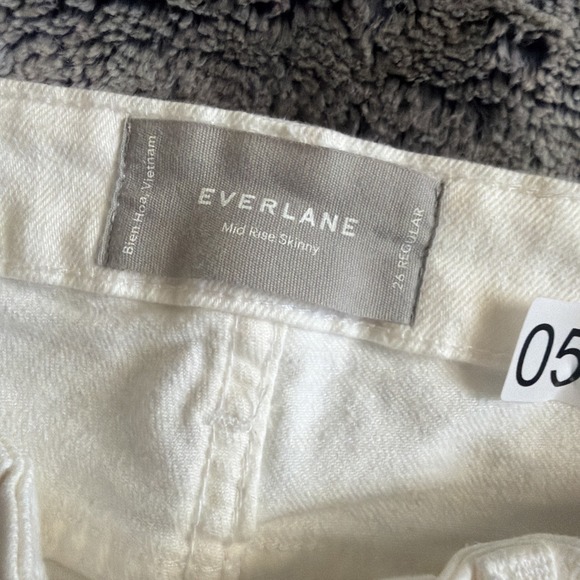 Bien Hoa, Vietnam
EVERLANE
Mid Rise Skinny
26 REGULAR
05